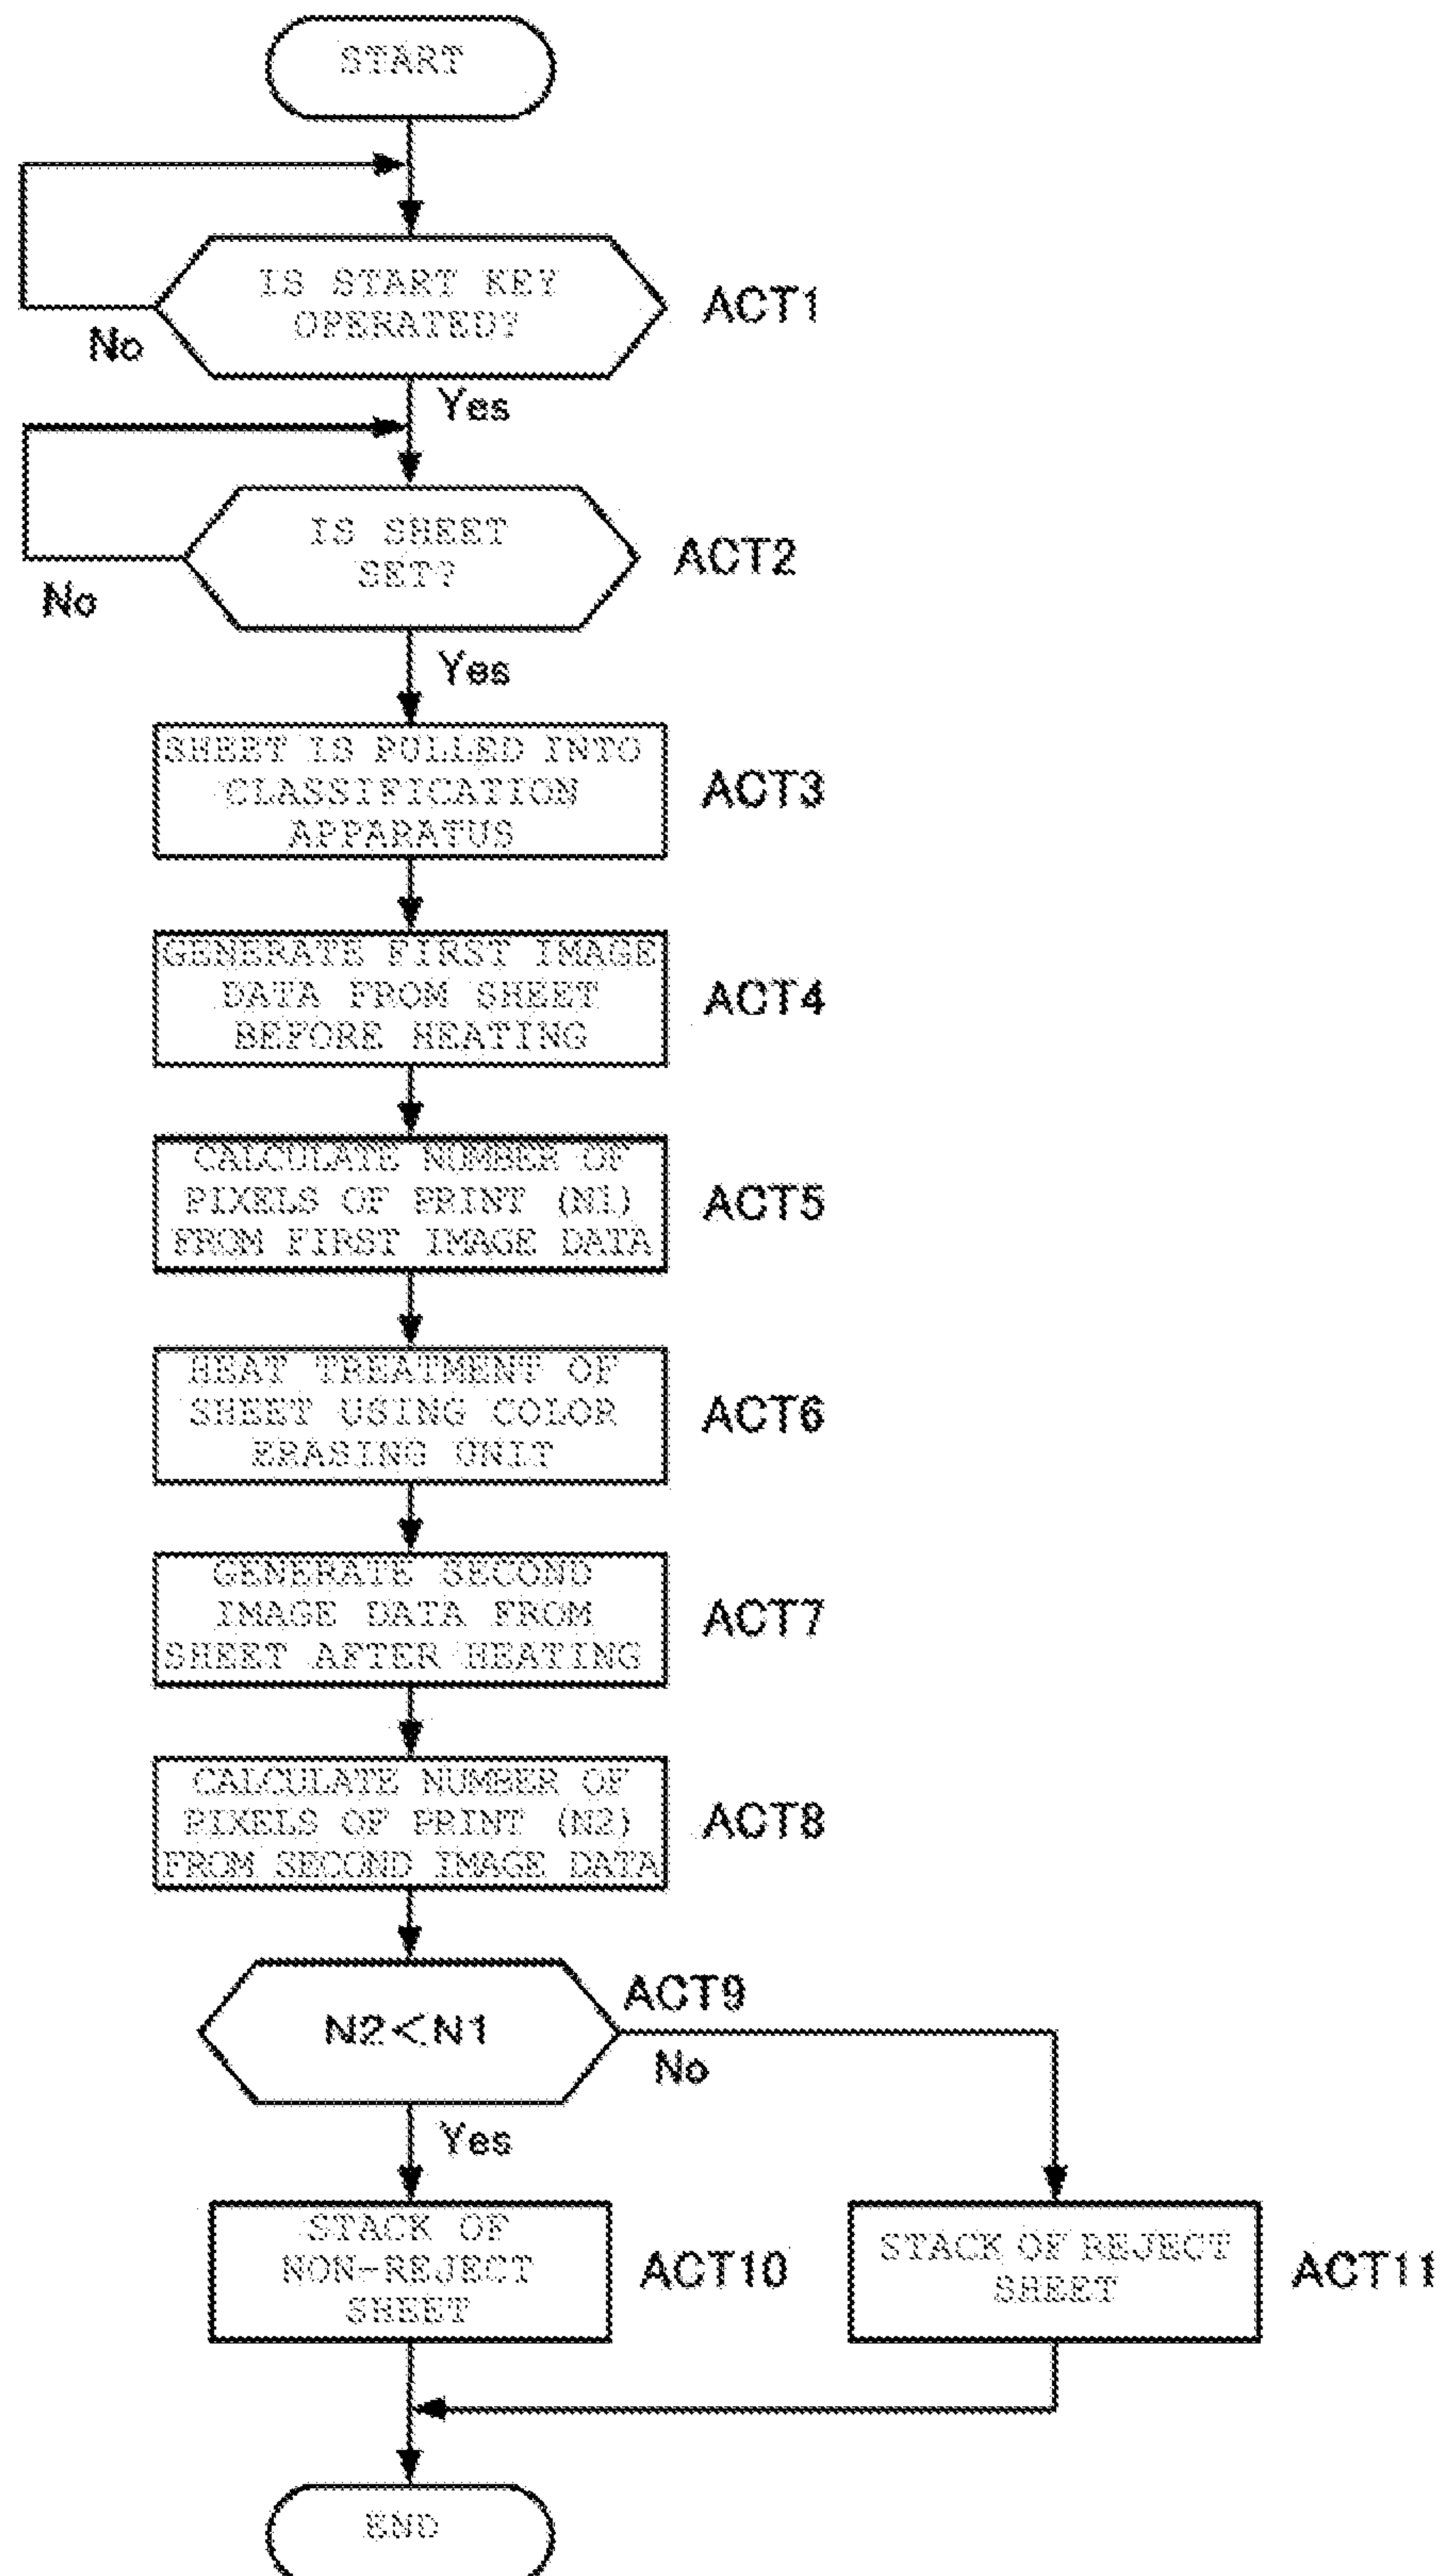 START
IS START KEY
OPERATED?
ACT1
No
Yes
IS SHEET
SET?
ACT2
No
Yes
SHEET IS PULLED INTO
CLASSIFICATION
APPARATUS
ACT3
GENERATE FIRST IMAGE
DATA FROM SHEET
BEFORE HEATING
ACT4
CALCULATE NUMBER OF
PIXELS OF PRINT (N1)
FROM FIRST IMAGE DATA
ACT5
HEAT TREATMENT OF
SHEET USING COLOR
ERASING UNIT
ACT6
GENERATE SECOND
IMAGE DATA FROM
SHEET AFTER HEATING
ACT7
CALCULATE NUMBER OF
PIXELS OF PRINT (N2)
FROM SECOND IMAGE DATA
ACT8
N2<N1
ACT9
No
Yes
STACK OF
NON-REJECT
SHEET
ACT10
STACK OF REJECT
SHEET
ACT11
END